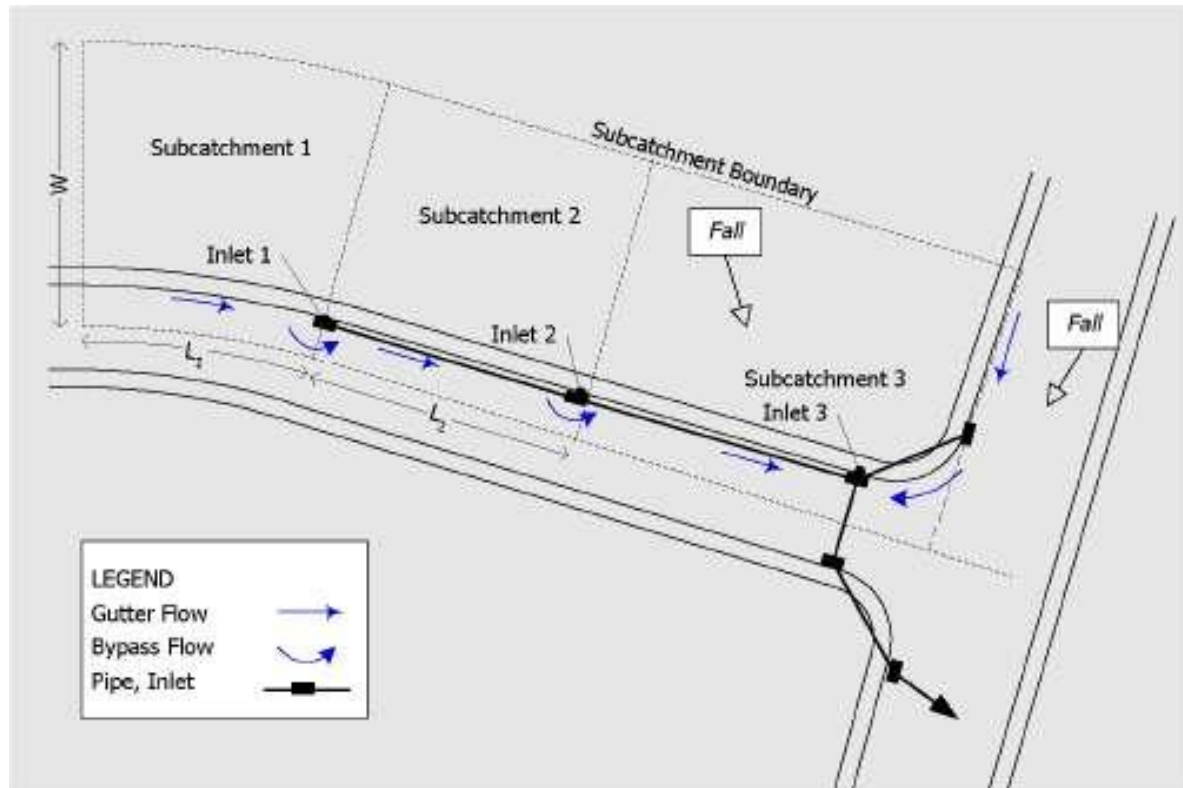 Subcatchment 1
Subcatchment Boundary
W
Subcatchment 2
Fall
Inlet 1
Fall
Inlet 2
L1
Subcatchment 3
Inlet 3
L2
LEGEND
Gutter Flow
Bypass Flow
Pipe, Inlet